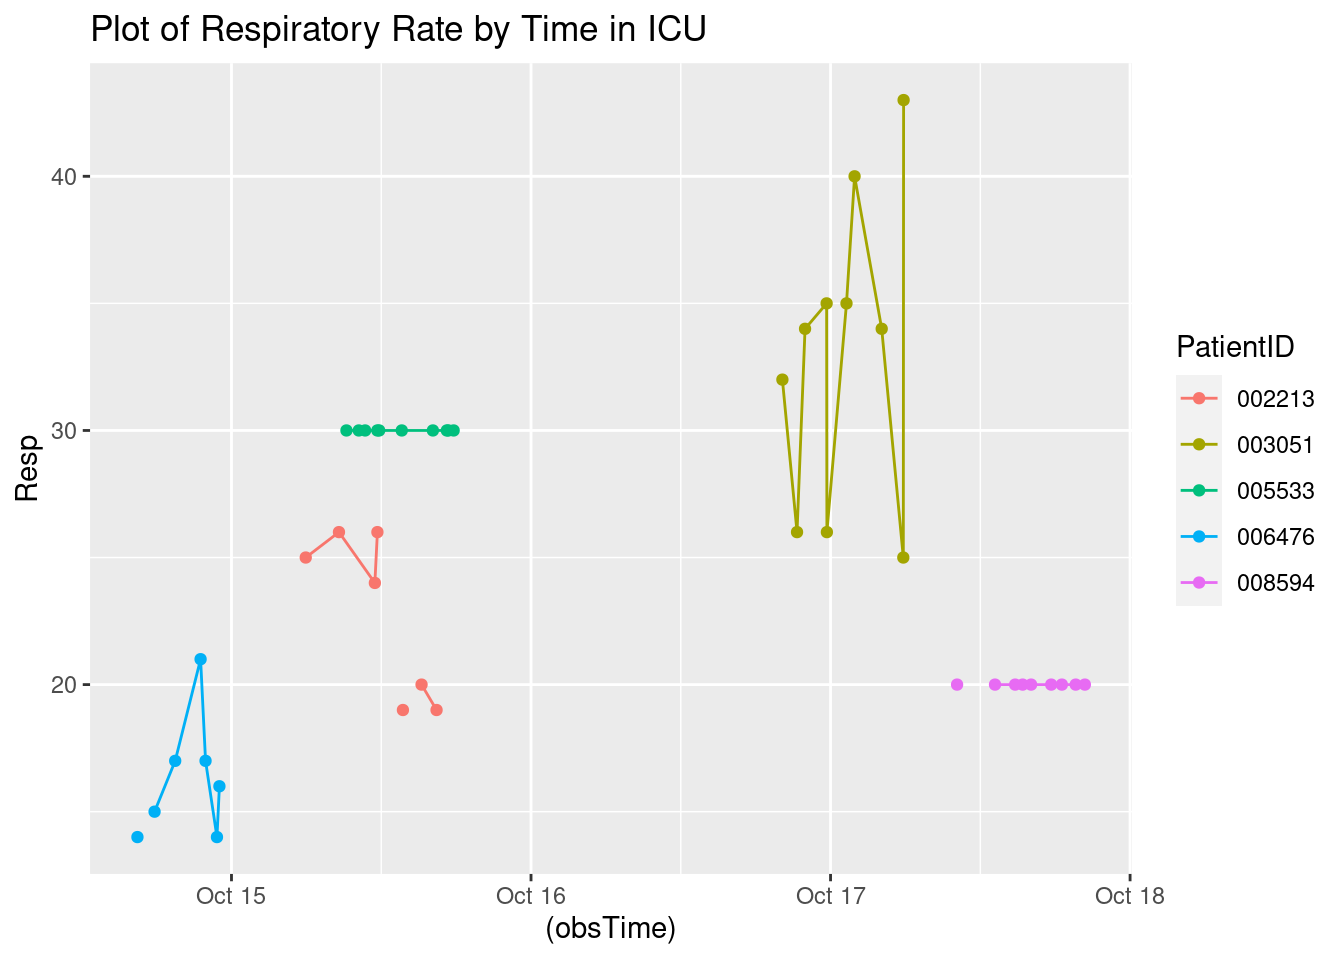 Plot of Respiratory Rate by Time in ICU
40
30
20
Resp
Oct 15
Oct 16
Oct 17
Oct 18
(obsTime)
PatientID
002213
003051
005533
006476
008594